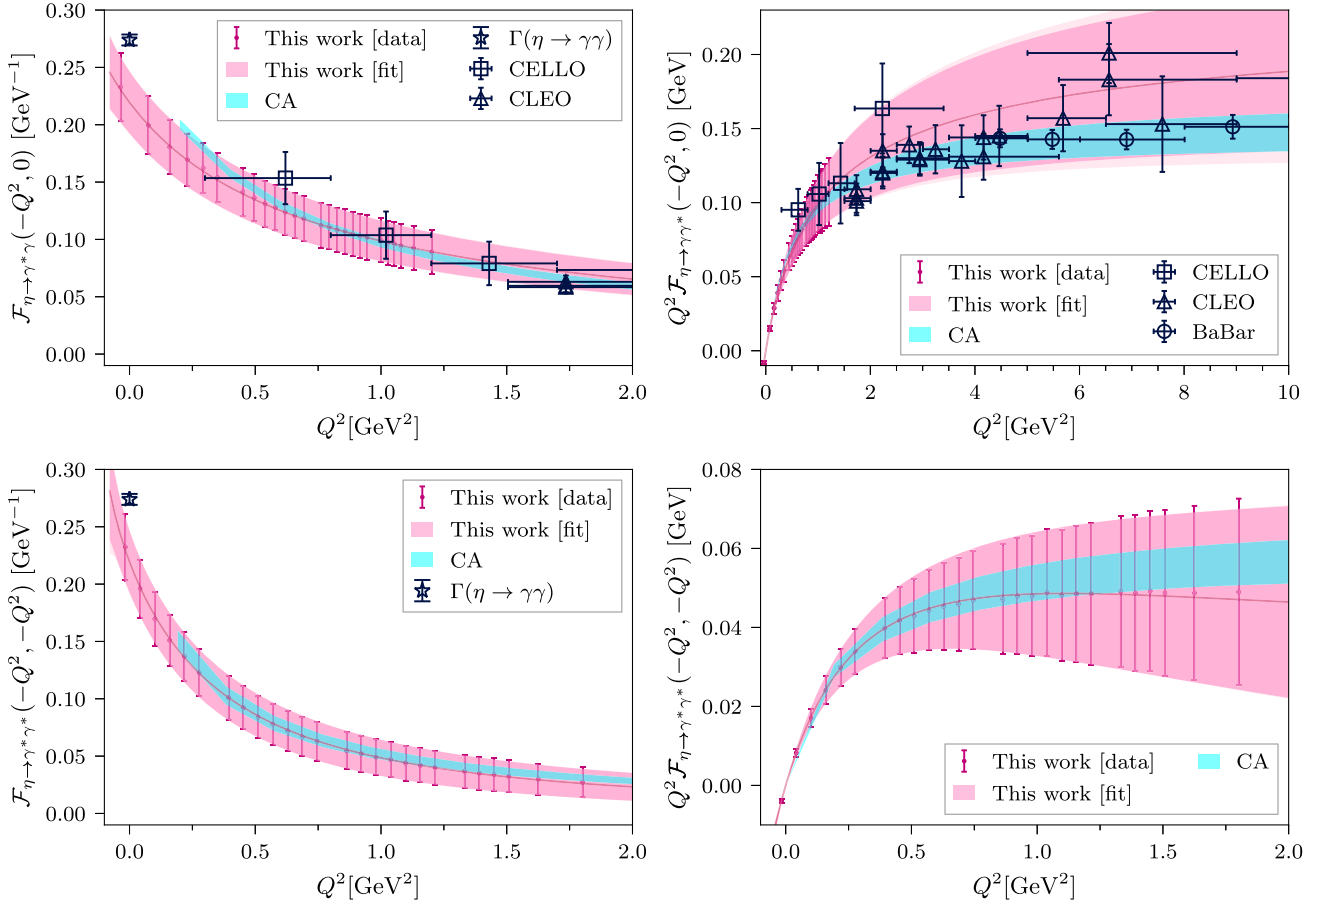 0.30
0.25
0.20
0.15
0.10
0.05
0.00
0.0
0.5
1.0
1.5
2.0
Q²[GeV²]
F_{η→γ*γ}(−Q², 0) [GeV⁻¹]
This work [data]
This work [fit]
CA
Γ(η → γγ)
CELLO
CLEO
0.20
0.15
0.10
0.05
0.00
0
2
4
6
8
10
Q²[GeV²]
Q²F_{η→γγ*}(−Q², 0) [GeV]
This work [data]
This work [fit]
CA
CELLO
CLEO
BaBar
0.30
0.25
0.20
0.15
0.10
0.05
0.00
0.0
0.5
1.0
1.5
2.0
Q²[GeV²]
F_{η→γ*γ*}(−Q², −Q²) [GeV⁻¹]
This work [data]
This work [fit]
CA
Γ(η → γγ)
0.08
0.06
0.04
0.02
0.00
0.0
0.5
1.0
1.5
2.0
Q²[GeV²]
Q²F_{η→γ*γ*}(−Q², −Q²) [GeV]
This work [data]
This work [fit]
CA